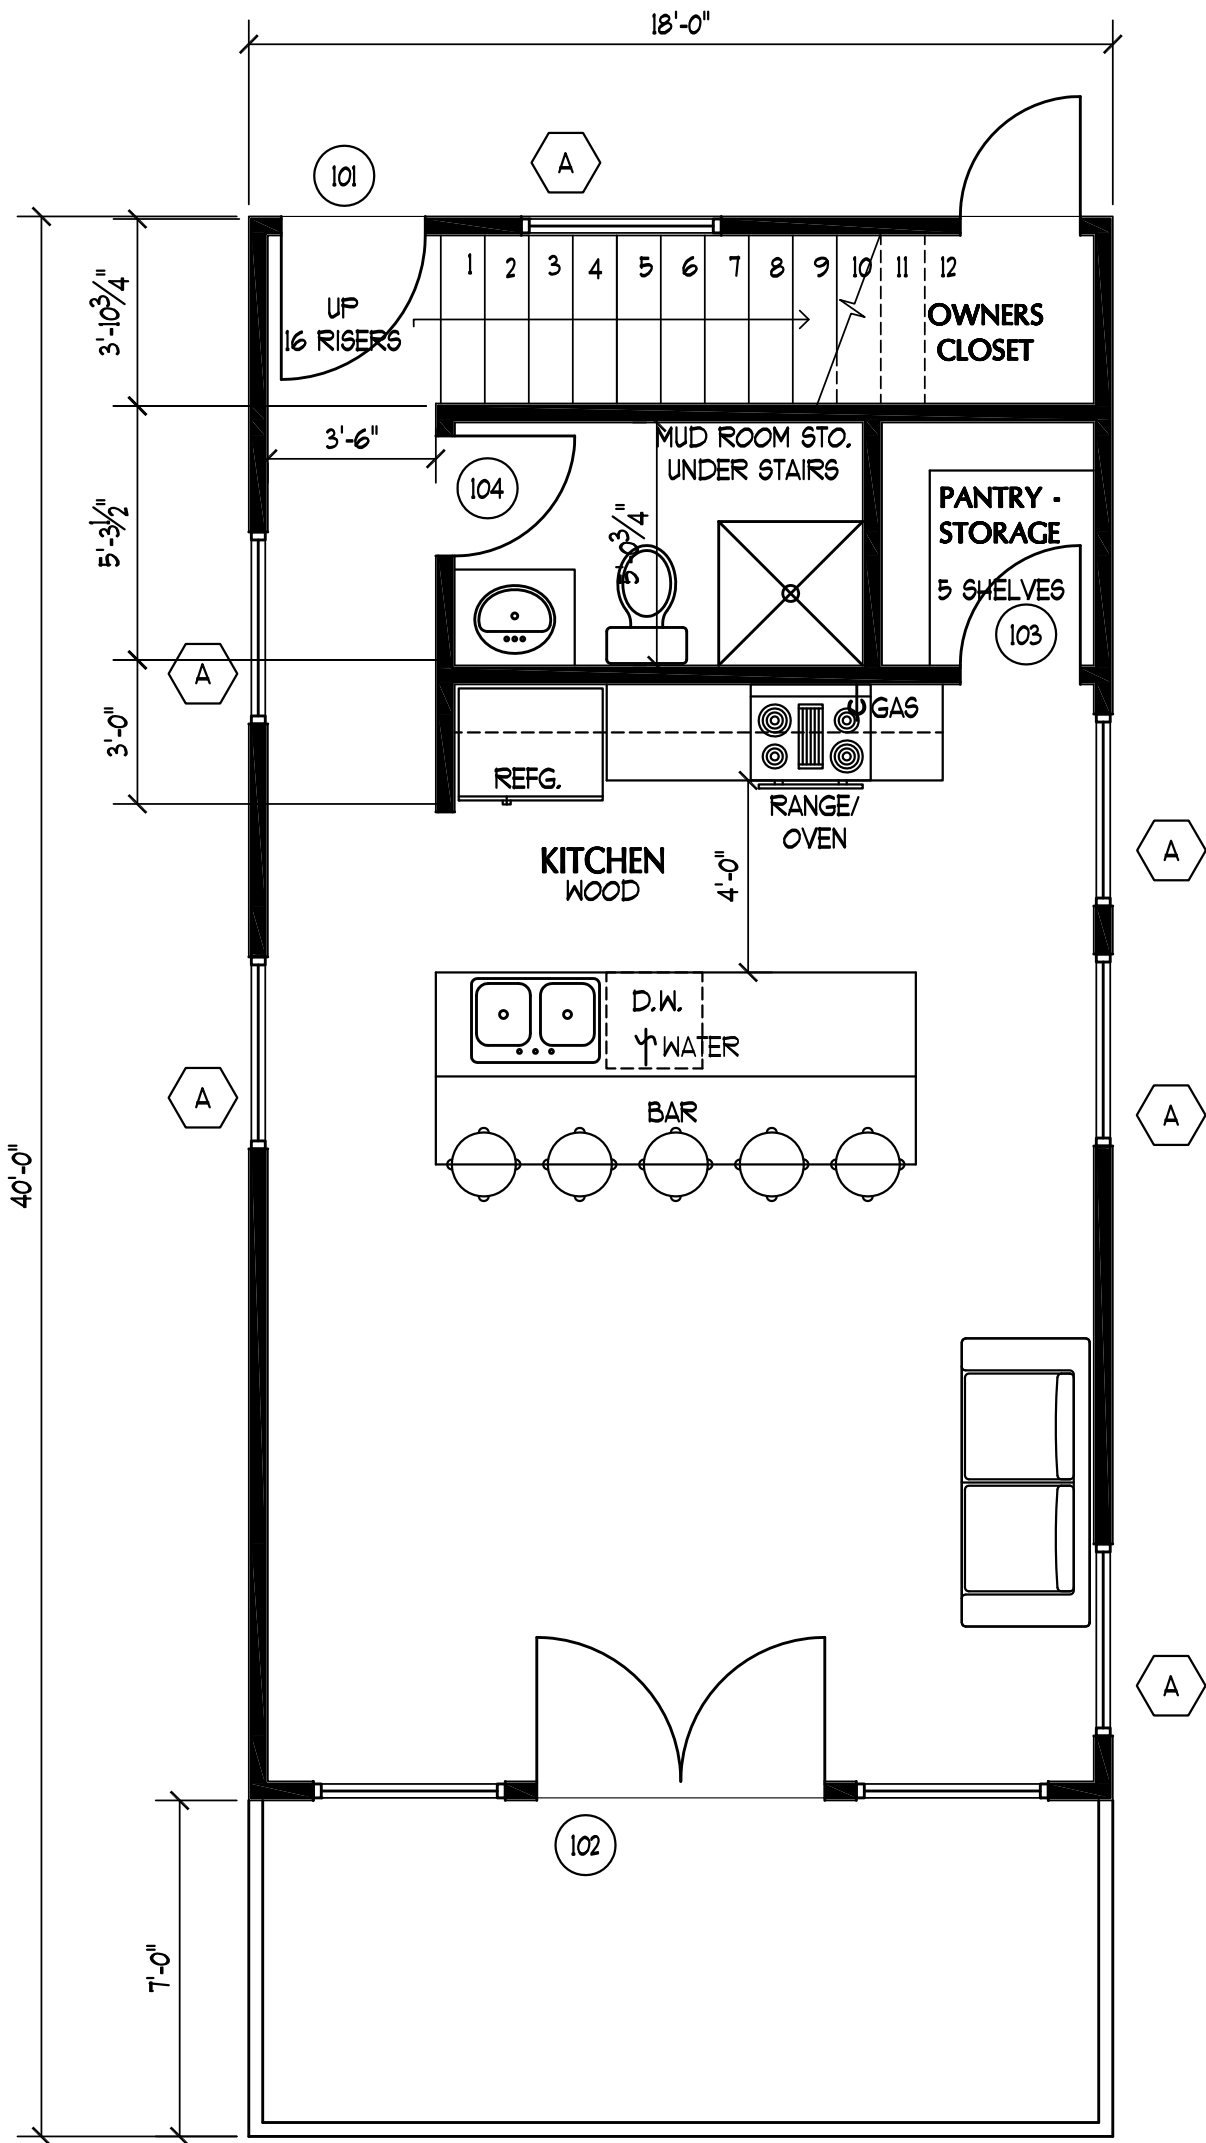 18'-0"
101
A
1 2 3 4 5 6 7 8 9 10 11 12
UP
16 RISERS
OWNERS
CLOSET
3'-10 3/4"
3'-6"
MUD ROOM STO.
UNDER STAIRS
104
PANTRY -
STORAGE
5 SHELVES
103
5'-3 1/2"
5'-0 3/4"
A
3'-0"
GAS
REFG.
RANGE/
OVEN
KITCHEN
WOOD
4'-0"
A
D.W.
WATER
A
BAR
A
40'-0"
A
102
7'-0"